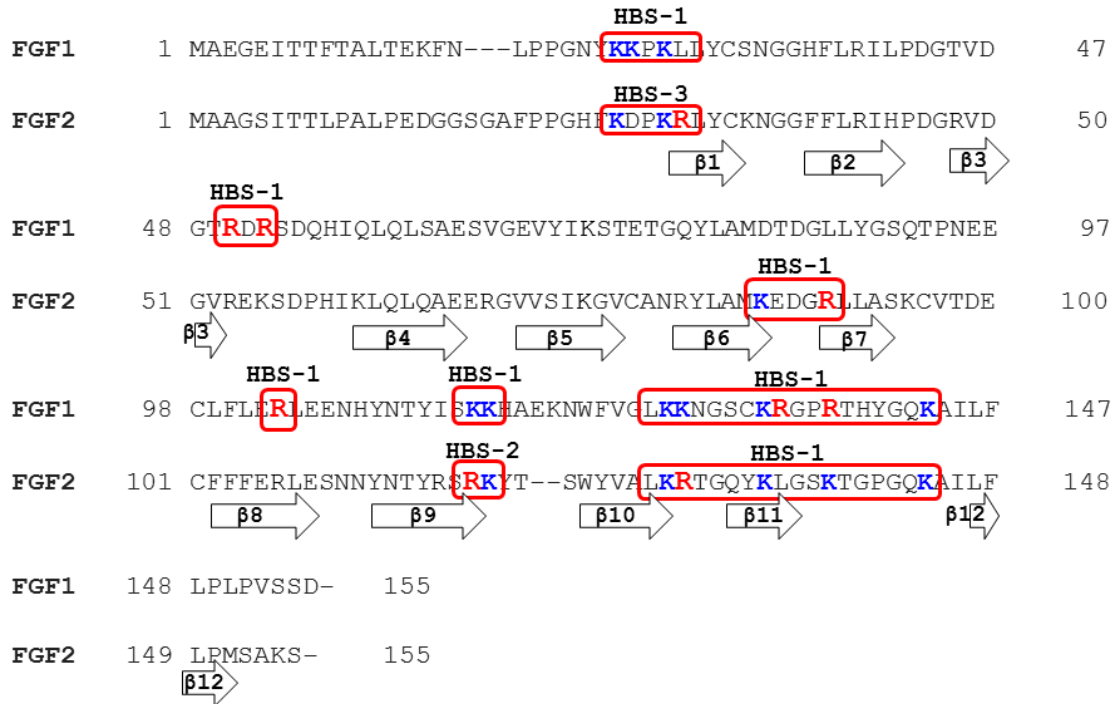 HBS-1
FGF1 1 MAEGEITTFTALTEKFN---LPPGNYKKPKLLYCSNGGHFLRILPDGTVD 47
HBS-3
FGF2 1 MAAGSITTLPALPEDGGSGAFPPGHFKDPKRLYCKNGGFFLRIHPDGRVD 50
β1 β2 β3
HBS-1
FGF1 48 GTRDRSDQHIQLQLSAESVGEVYIKSTETGQYLAMDTDGLLYGSQTPNEE 97
HBS-1
FGF2 51 GVREKSDPHIKLQLQAEERGVVSIKGVCANRYLAMKEDGRLLASKCVTDE 100
β3 β4 β5 β6 β7
HBS-1 HBS-1 HBS-1
FGF1 98 CLFLERLEENHYNTYISKKHAEKNWFVGLKKNGSCKRGPRTHYGQKAILF 147
HBS-2 HBS-1
FGF2 101 CFFFERLESNNYNTYRSRKYT--SWYVALKRTGQYKLGSKTGPGQKAILF 148
β8 β9 β10 β11 β12
FGF1 148 LPLPVSSD- 155
FGF2 149 LPMSAKS- 155
β12